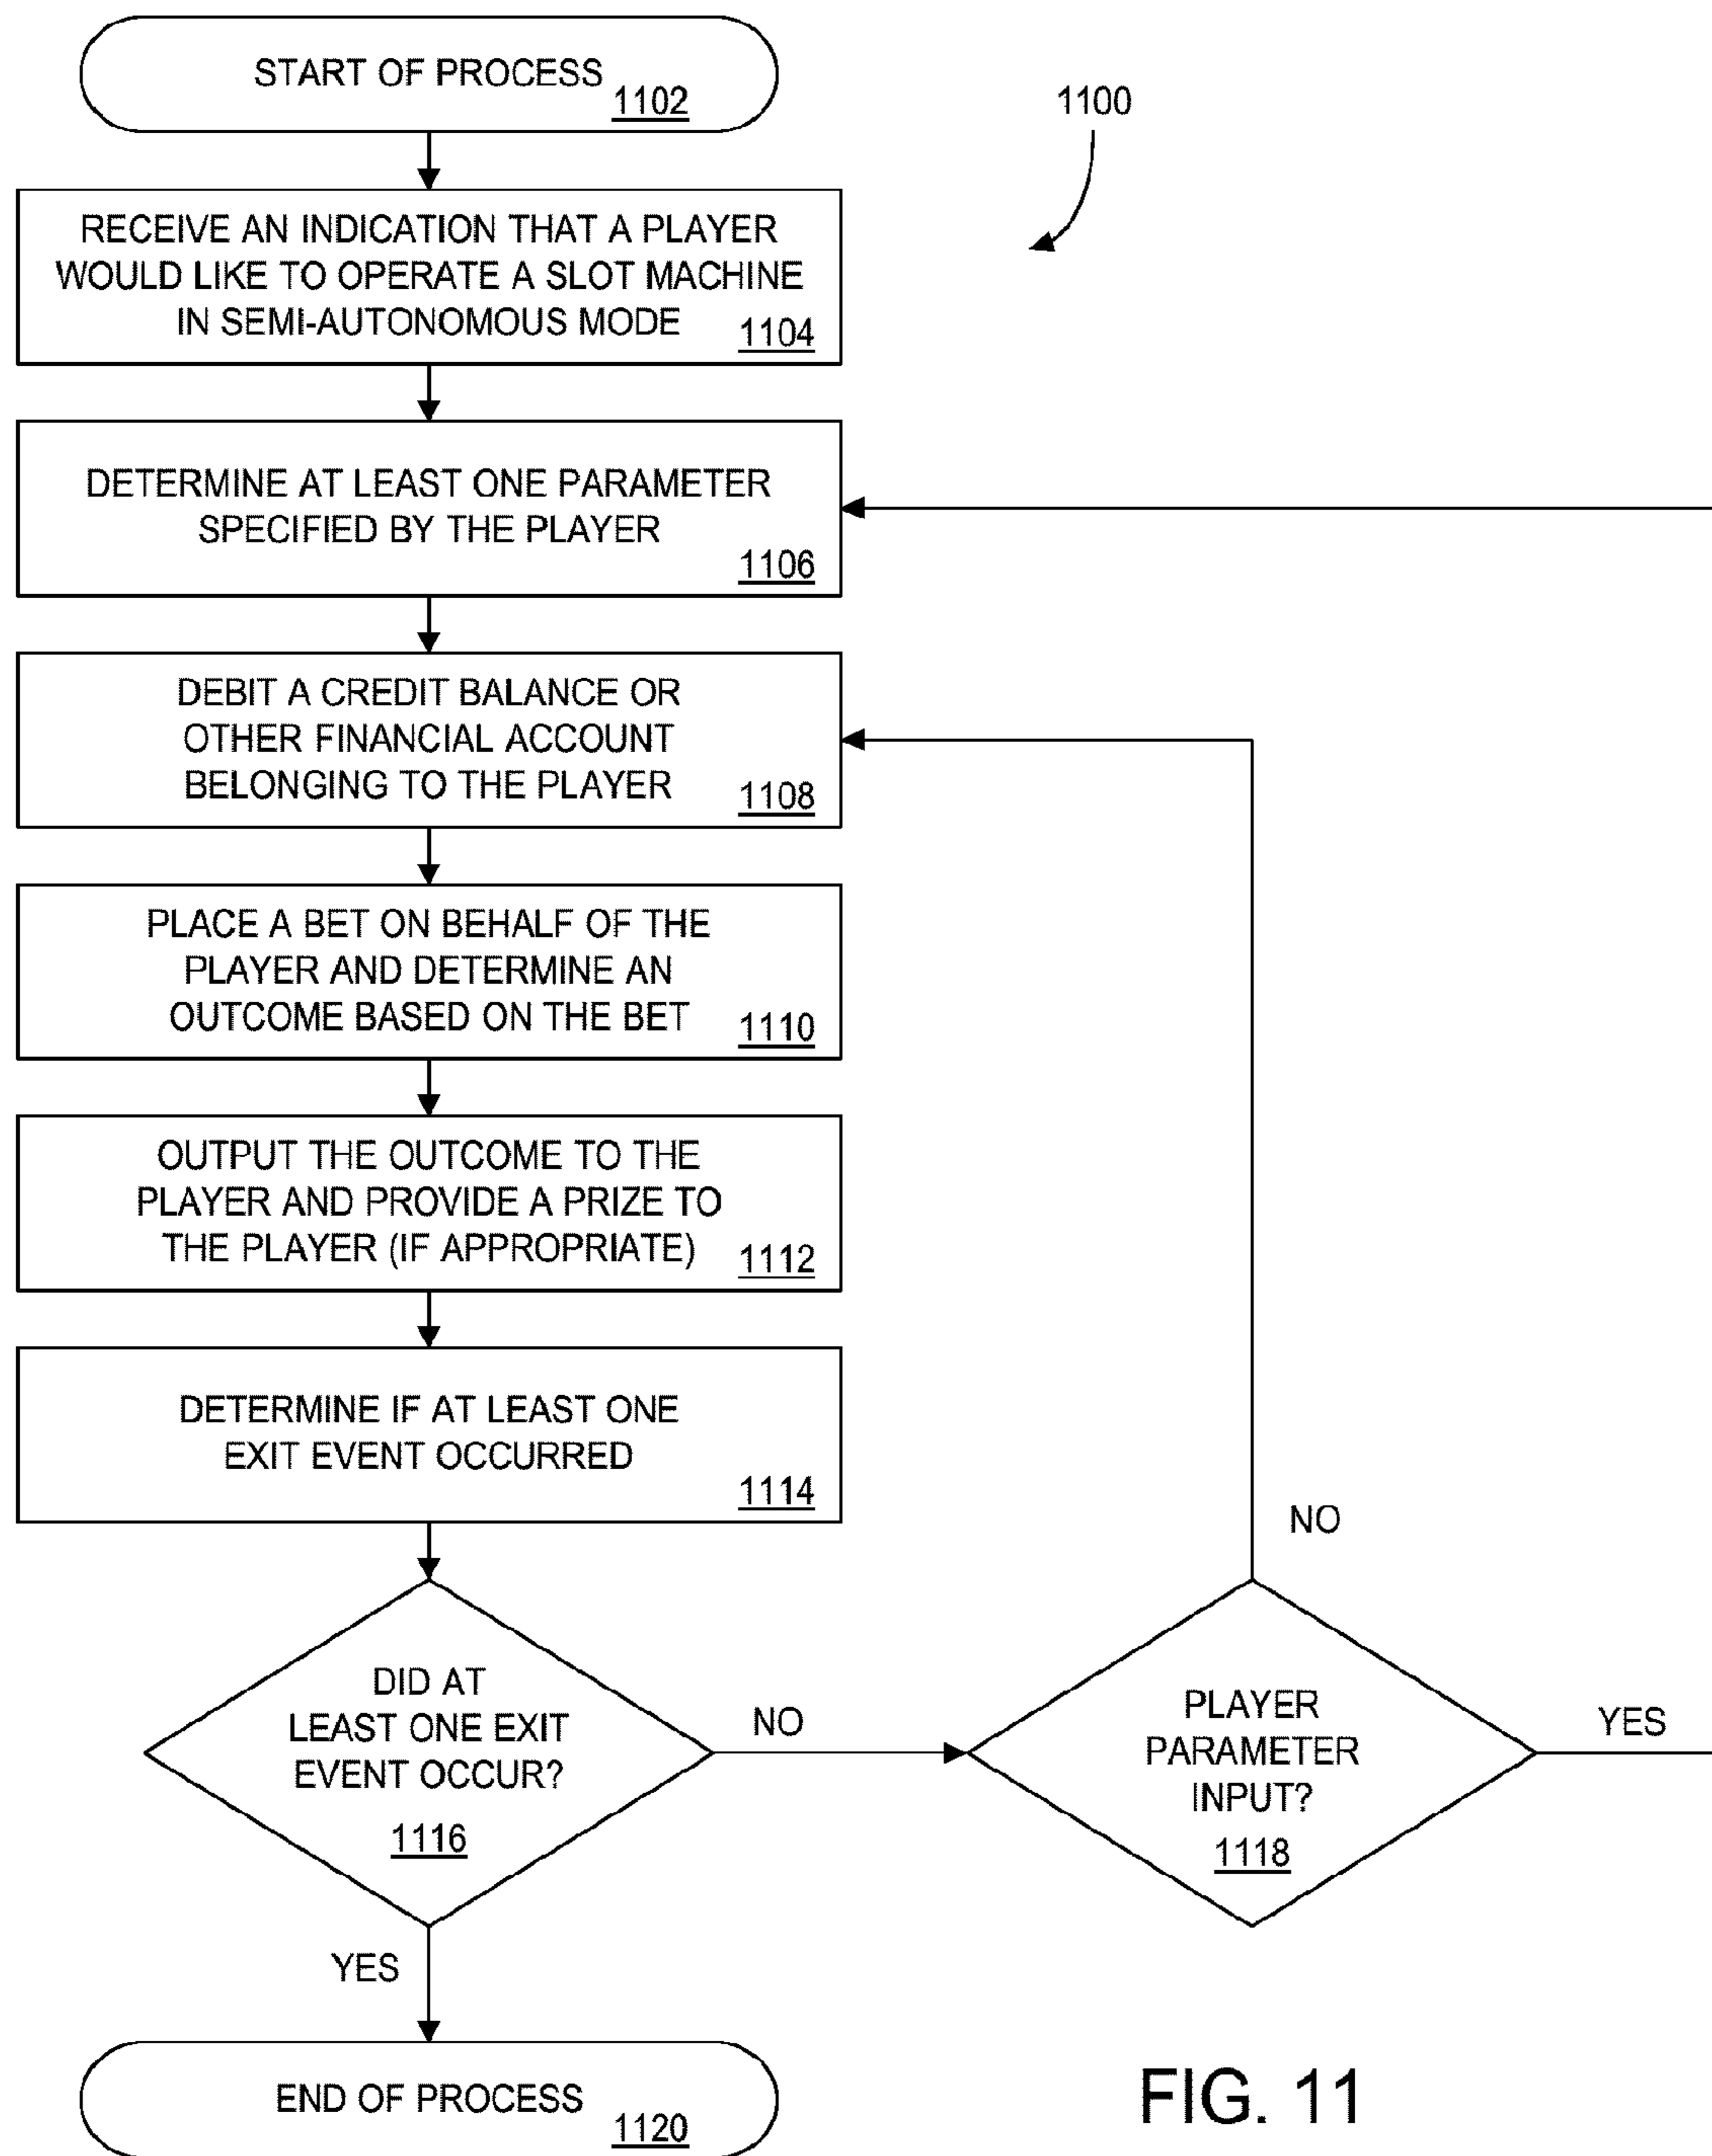 START OF PROCESS
1102
1100
RECEIVE AN INDICATION THAT A PLAYER
WOULD LIKE TO OPERATE A SLOT MACHINE
IN SEMI-AUTONOMOUS MODE
1104
DETERMINE AT LEAST ONE PARAMETER
SPECIFIED BY THE PLAYER
1106
DEBIT A CREDIT BALANCE OR
OTHER FINANCIAL ACCOUNT
BELONGING TO THE PLAYER
1108
PLACE A BET ON BEHALF OF THE
PLAYER AND DETERMINE AN
OUTCOME BASED ON THE BET
1110
OUTPUT THE OUTCOME TO THE
PLAYER AND PROVIDE A PRIZE TO
THE PLAYER (IF APPROPRIATE)
1112
DETERMINE IF AT LEAST ONE
EXIT EVENT OCCURRED
1114
DID AT
LEAST ONE EXIT
EVENT OCCUR?
1116
NO
PLAYER
PARAMETER
INPUT?
1118
NO
YES
YES
END OF PROCESS
1120
FIG. 11